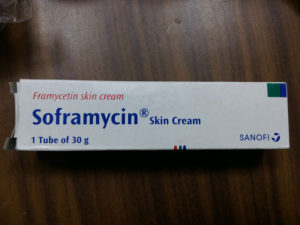 Framycetin skin cream
Soframycin® Skin Cream
1 Tube of 30 g
SANOFI